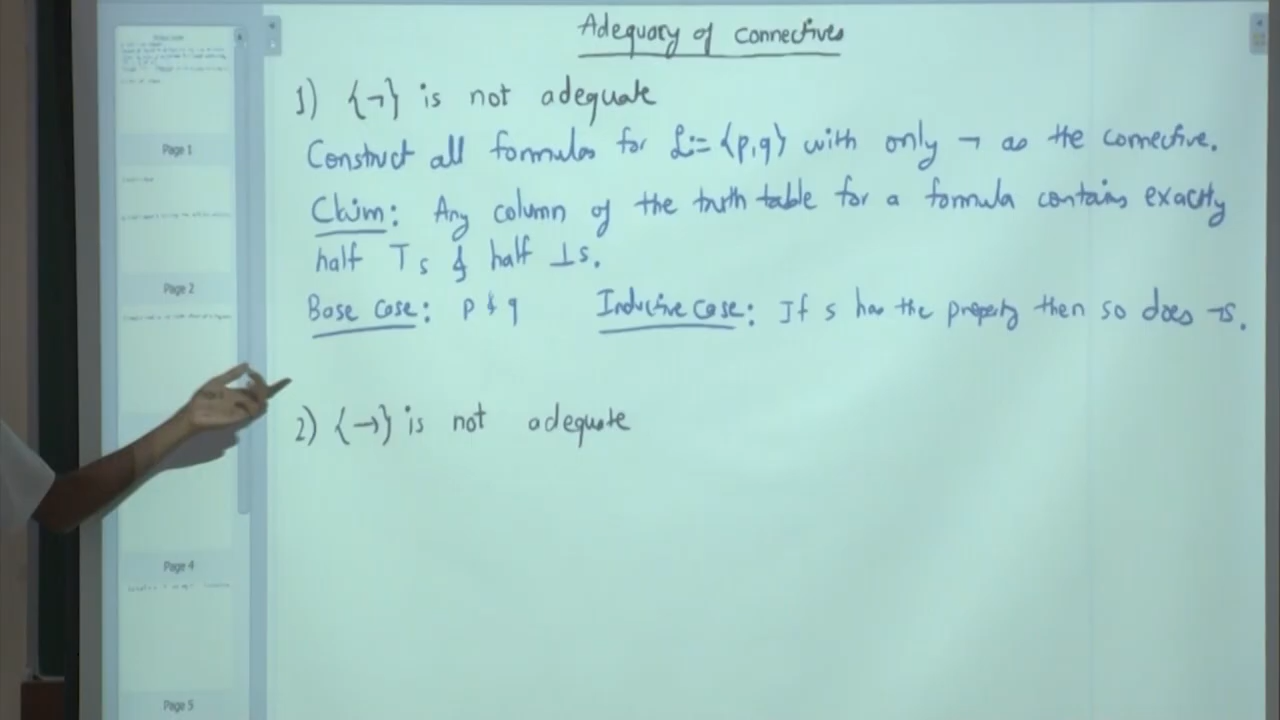 Adequacy of connectives
1) {¬} is not adequate
Construct all formulas for L:= {p,q} with only ¬ as the connective.
Claim: Any column of the truth table for a formula contains exactly
half Ts & half ⊥s.
Base case: p & q Inductive case: If s has the property then so does ¬s.
2) {→} is not adequate
Page 1
Page 2
Page 4
Page 5